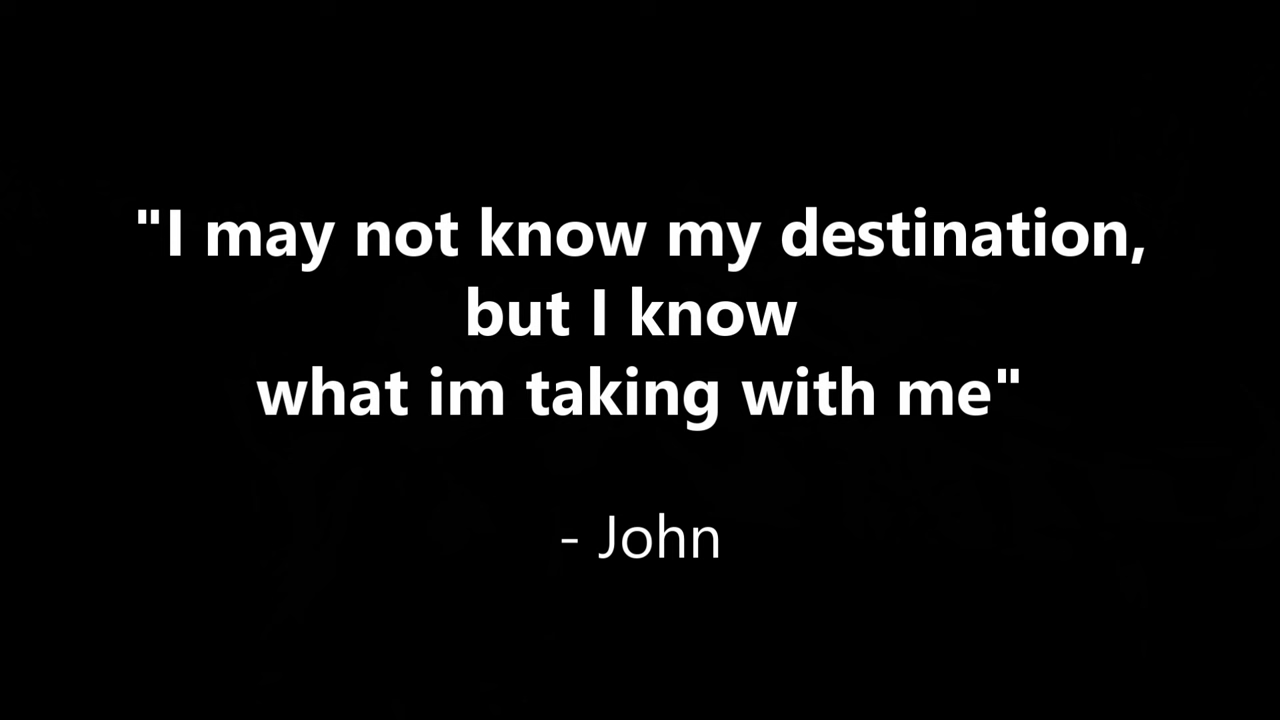 "I may not know my destination,
but I know
what im taking with me"
- John